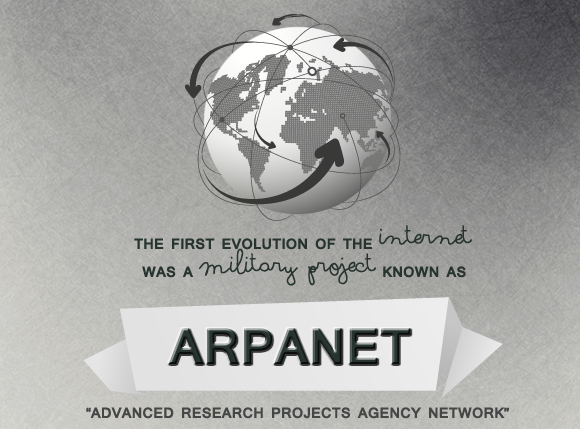 THE FIRST EVOLUTION OF THE internet
WAS A military project KNOWN AS
ARPANET
"ADVANCED RESEARCH PROJECTS AGENCY NETWORK"